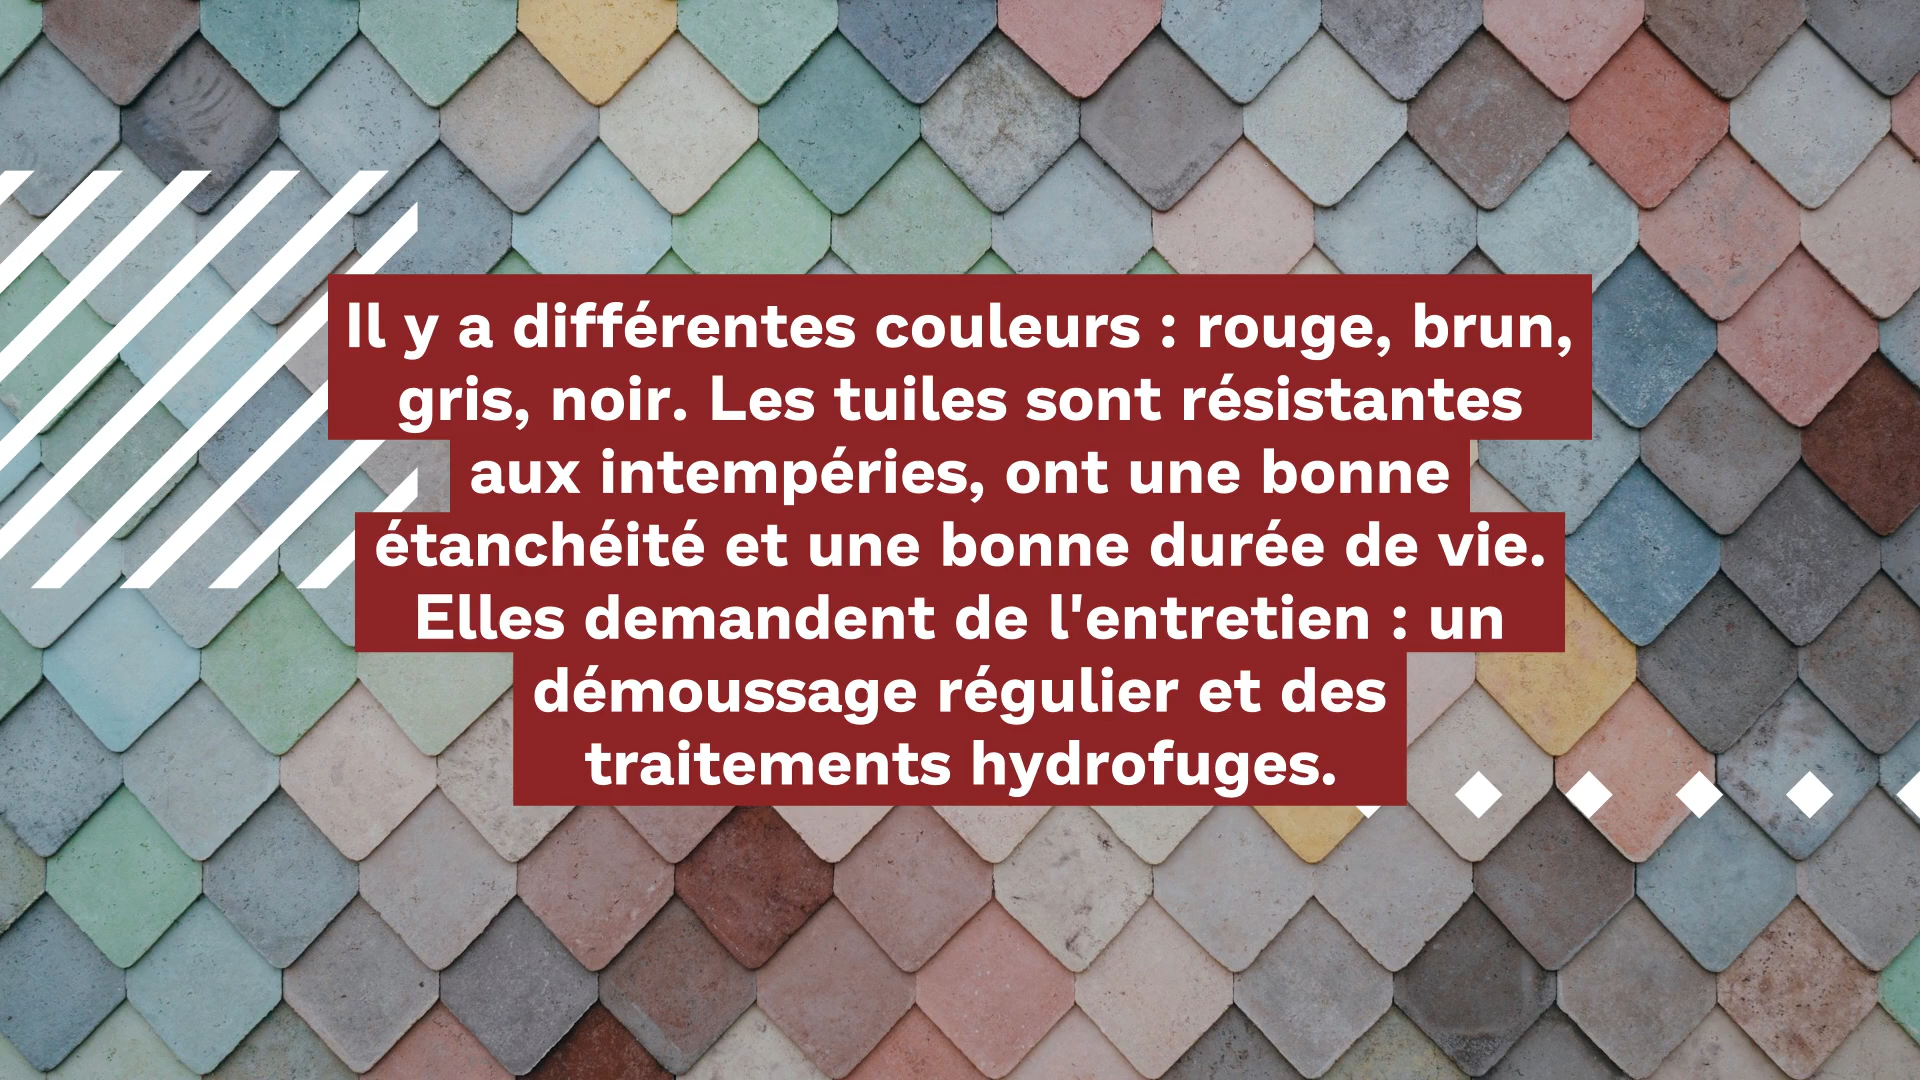 Il y a différentes couleurs : rouge, brun,
gris, noir. Les tuiles sont résistantes
aux intempéries, ont une bonne
étanchéité et une bonne durée de vie.
Elles demandent de l'entretien : un
démoussage régulier et des
traitements hydrofuges.